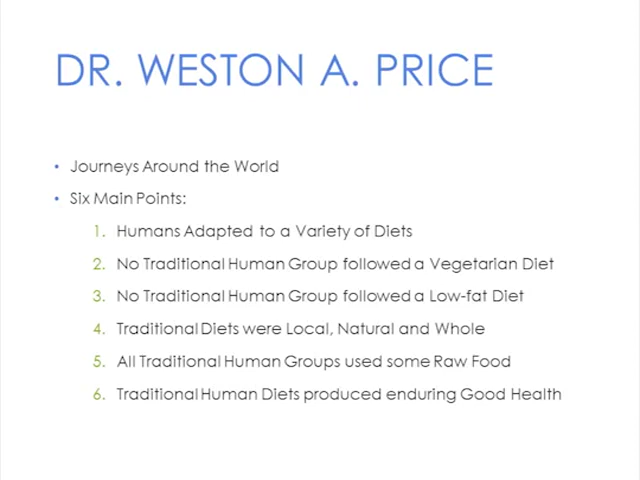 DR. WESTON A. PRICE
• Journeys Around the World
• Six Main Points:
1. Humans Adapted to a Variety of Diets
2. No Traditional Human Group followed a Vegetarian Diet
3. No Traditional Human Group followed a Low-fat Diet
4. Traditional Diets were Local, Natural and Whole
5. All Traditional Human Groups used some Raw Food
6. Traditional Human Diets produced enduring Good Health